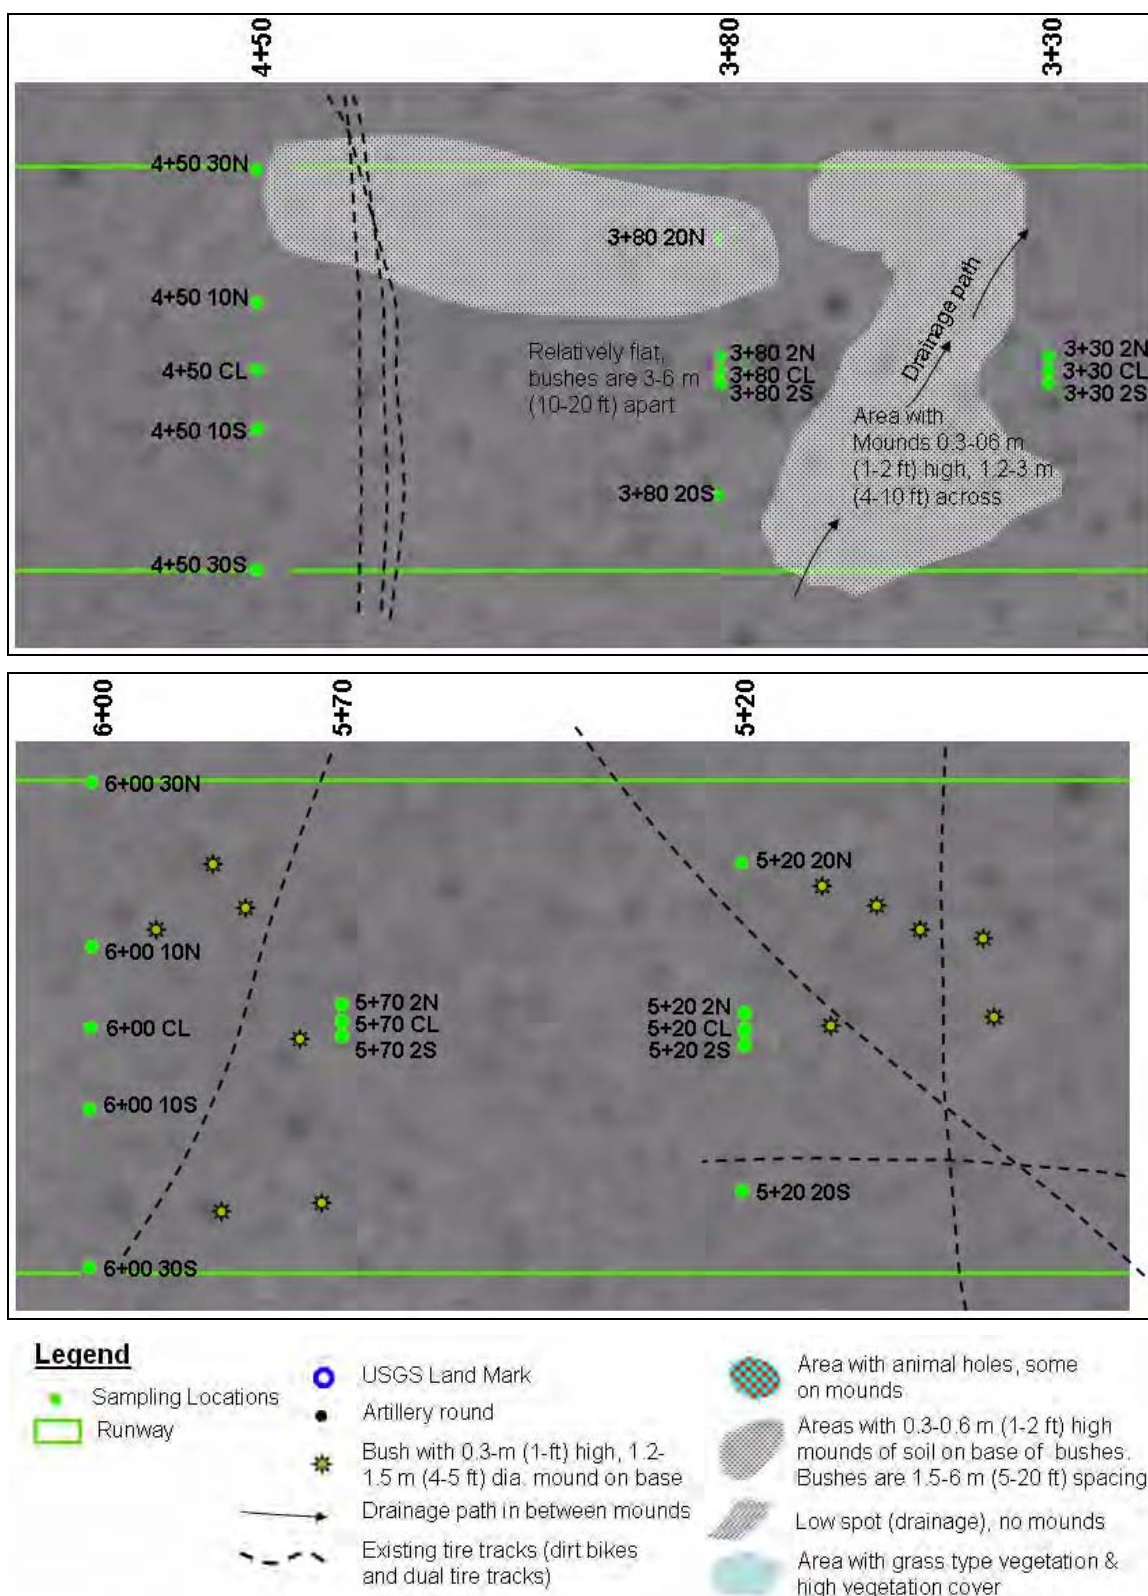 4+50
3+80
3+30
4+50 30N
3+80 20N
4+50 10N
Drainage path
Relatively flat,
bushes are 3-6 m
(10-20 ft) apart
3+80 2N
3+80 CL
3+80 2S
3+30 2N
3+30 CL
3+30 2S
4+50 CL
4+50 10S
Area with
Mounds 0.3-06 m
(1-2 ft) high, 1.2-3 m
(4-10 ft) across
3+80 20S
4+50 30S
6+00
5+70
5+20
6+00 30N
5+20 20N
6+00 10N
5+70 2N
5+70 CL
5+70 2S
5+20 2N
5+20 CL
5+20 2S
6+00 CL
6+00 10S
5+20 20S
6+00 30S
Legend
Sampling Locations
Runway
USGS Land Mark
Artillery round
Bush with 0.3-m (1-ft) high, 1.2-
1.5 m (4-5 ft) dia. mound on base
Drainage path in between mounds
Existing tire tracks (dirt bikes
and dual tire tracks)
Area with animal holes, some
on mounds
Areas with 0.3-0.6 m (1-2 ft) high
mounds of soil on base of bushes.
Bushes are 1.5-6 m (5-20 ft) spacing
Low spot (drainage), no mounds
Area with grass type vegetation &
high vegetation cover